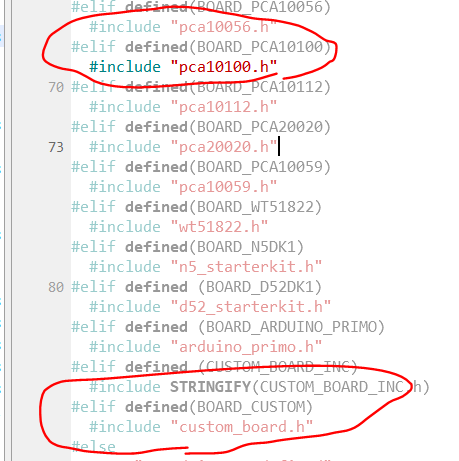 #elif defined(BOARD_PCA10056)
#include "pca10056.h"
#elif defined(BOARD_PCA10100)
#include "pca10100.h"
70 #elif defined(BOARD_PCA10112)
#include "pca10112.h"
#elif defined(BOARD_PCA20020)
73 #include "pca20020.h"
#elif defined(BOARD_PCA10059)
#include "pca10059.h"
#elif defined(BOARD_WT51822)
#include "wt51822.h"
#elif defined(BOARD_N5DK1)
#include "n5_starterkit.h"
80 #elif defined (BOARD_D52DK1)
#include "d52_starterkit.h"
#elif defined (BOARD_ARDUINO_PRIMO)
#include "arduino_primo.h"
#elif defined (CUSTOM_BOARD_INC)
#include STRINGIFY(CUSTOM_BOARD_INC.h)
#elif defined(BOARD_CUSTOM)
#include "custom_board.h"
#else